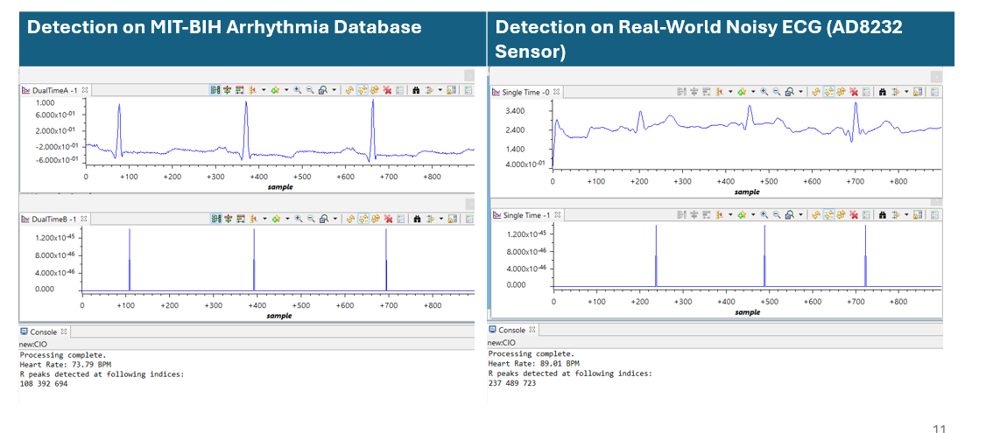 Detection on MIT-BIH Arrhythmia Database
DualTimeA -1
1.000
6.000x10-01
2.000x10-01
-2.000x10-01
-6.000x10-01
0 +100 +200 +300 +400 +500 +600 +700 +800
sample
DualTimeB -1
1.200x10-45
8.000x10-46
4.000x10-46
0.000
0 +100 +200 +300 +400 +500 +600 +700 +800
sample
Console
new:CIO
Processing complete.
Heart Rate: 73.79 BPM
R peaks detected at following indices:
108 392 694
Detection on Real-World Noisy ECG (AD8232
Sensor)
Single Time -0
3.400
2.400
1.400
4.000x10-01
0 +100 +200 +300 +400 +500 +600 +700 +800
sample
Single Time -1
1.200x10-45
8.000x10-46
4.000x10-46
0.000
0 +100 +200 +300 +400 +500 +600 +700 +800
sample
Console
new:CIO
Processing complete.
Heart Rate: 89.01 BPM
R peaks detected at following indices:
237 489 723
11